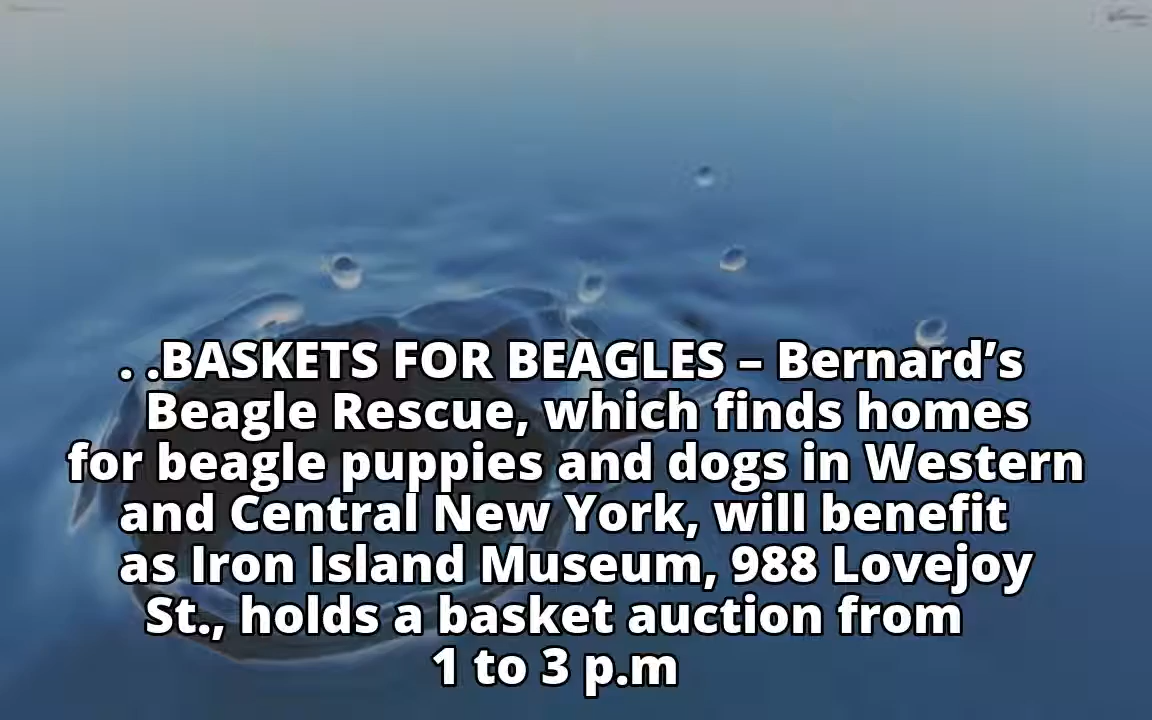 . .BASKETS FOR BEAGLES – Bernard’s
Beagle Rescue, which finds homes
for beagle puppies and dogs in Western
and Central New York, will benefit
as Iron Island Museum, 988 Lovejoy
St., holds a basket auction from
1 to 3 p.m